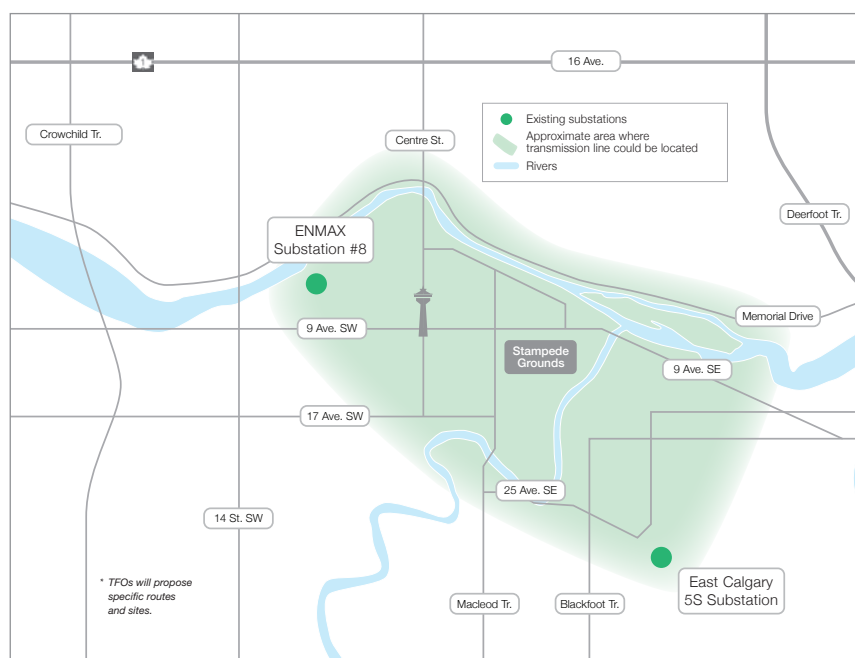 1
16 Ave.
Crowchild Tr.
Centre St.
Existing substations
Approximate area where
transmission line could be located
Rivers
Deerfoot Tr.
ENMAX
Substation #8
Memorial Drive
9 Ave. SW
Stampede
Grounds
9 Ave. SE
17 Ave. SW
25 Ave. SE
14 St. SW
* TFOs will propose
specific routes
and sites.
Macleod Tr.
Blackfoot Tr.
East Calgary
5S Substation